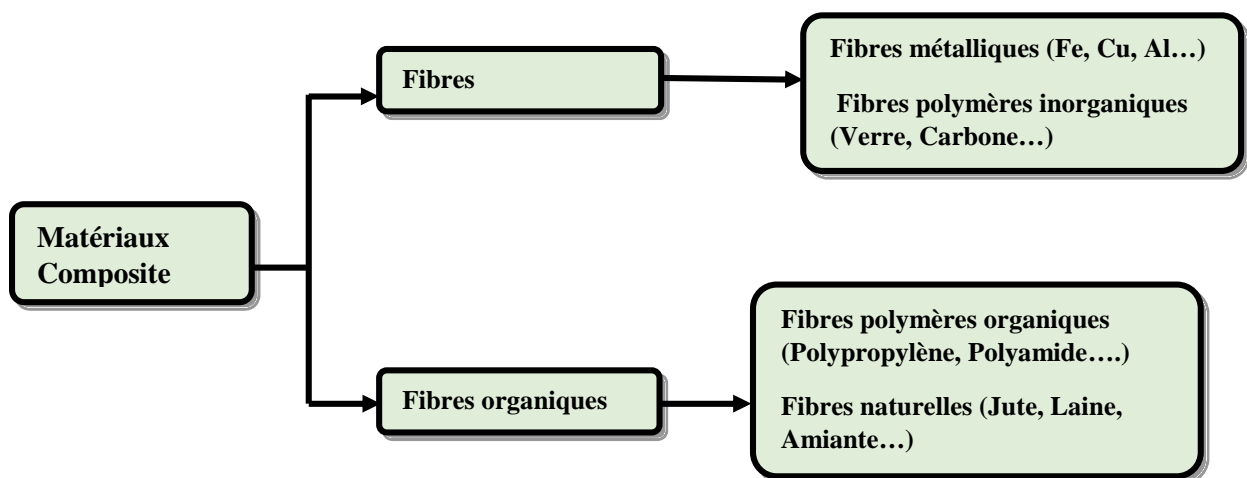 Matériaux
Composite
Fibres
Fibres métalliques (Fe, Cu, Al…)
Fibres polymères inorganiques
(Verre, Carbone…)
Fibres organiques
Fibres polymères organiques
(Polypropylène, Polyamide….)
Fibres naturelles (Jute, Laine,
Amiante…)